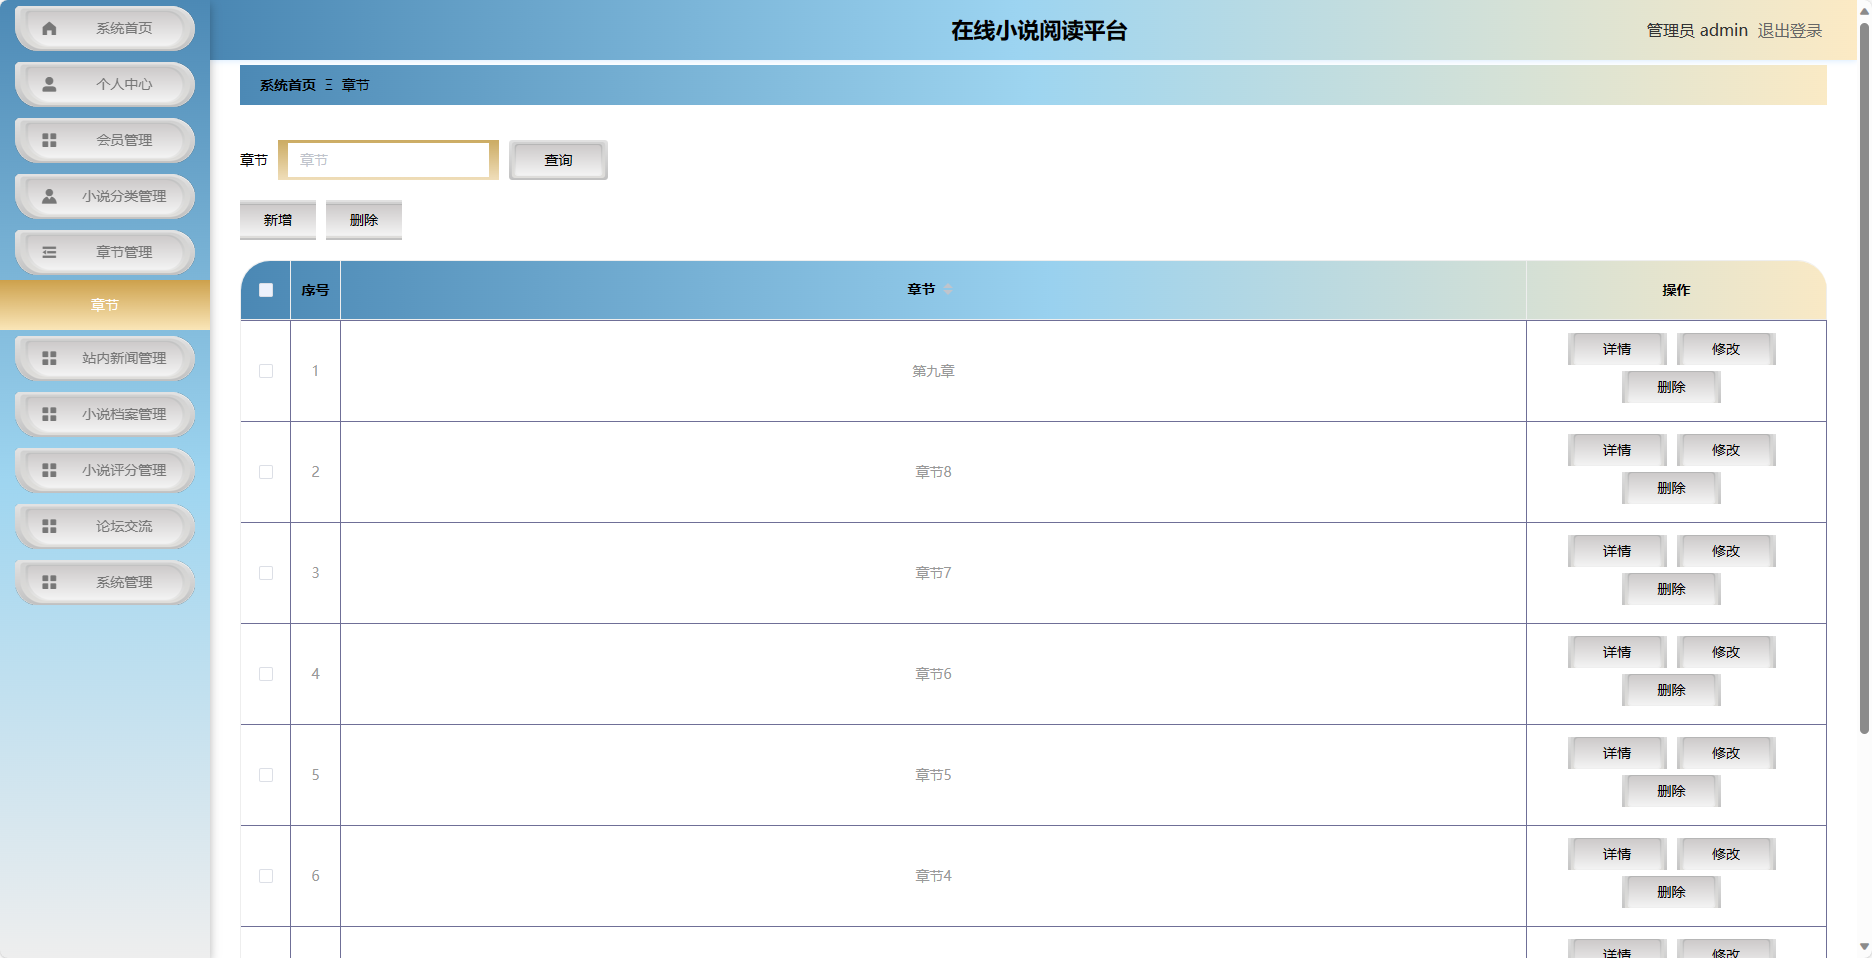 在线小说阅读平台
管理员 admin 退出登录
系统首页
个人中心
会员管理
小说分类管理
章节管理
章节
站内新闻管理
小说档案管理
小说评分管理
论坛交流
系统管理
系统首页 Ξ 章节
章节 章节 查询
新增 删除
序号 章节 操作
1 第九章 详情 修改
删除
2 章节8 详情 修改
删除
3 章节7 详情 修改
删除
4 章节6 详情 修改
删除
5 章节5 详情 修改
删除
6 章节4 详情 修改
删除
详情 修改